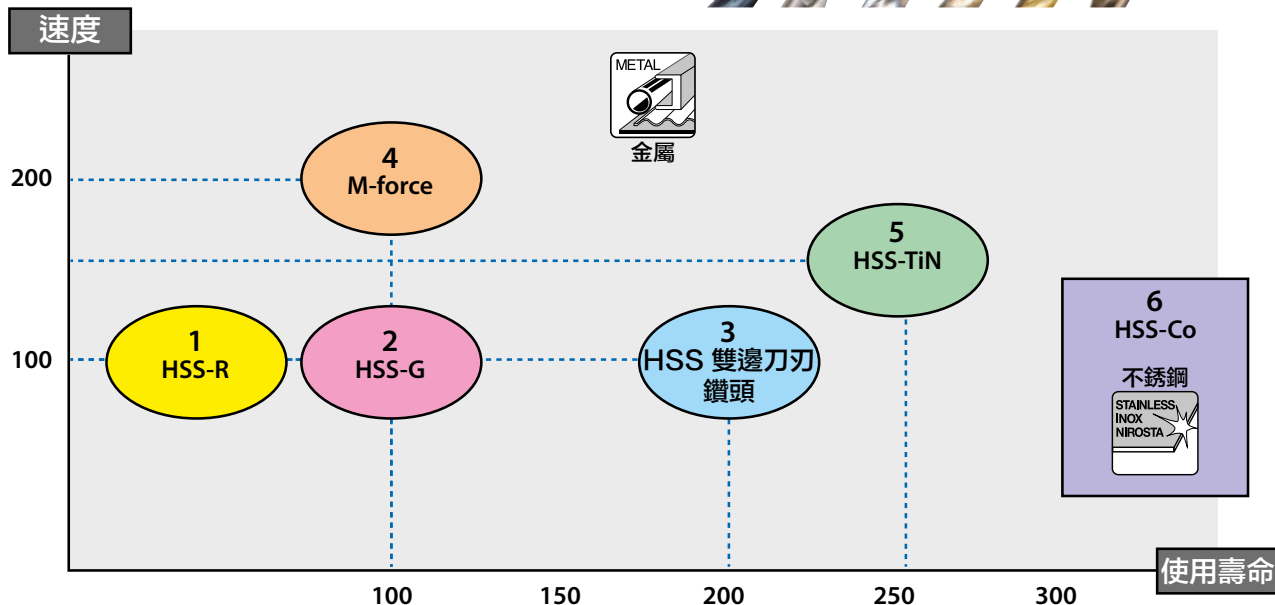 速度
METAL
金屬
200
4
M-force
5
HSS-TiN
6
HSS-Co
不銹鋼
STAINLESS
INOX
NIROSTA
100
1
HSS-R
2
HSS-G
3
HSS 雙邊刀刃
鑽頭
使用壽命
100
150
200
250
300